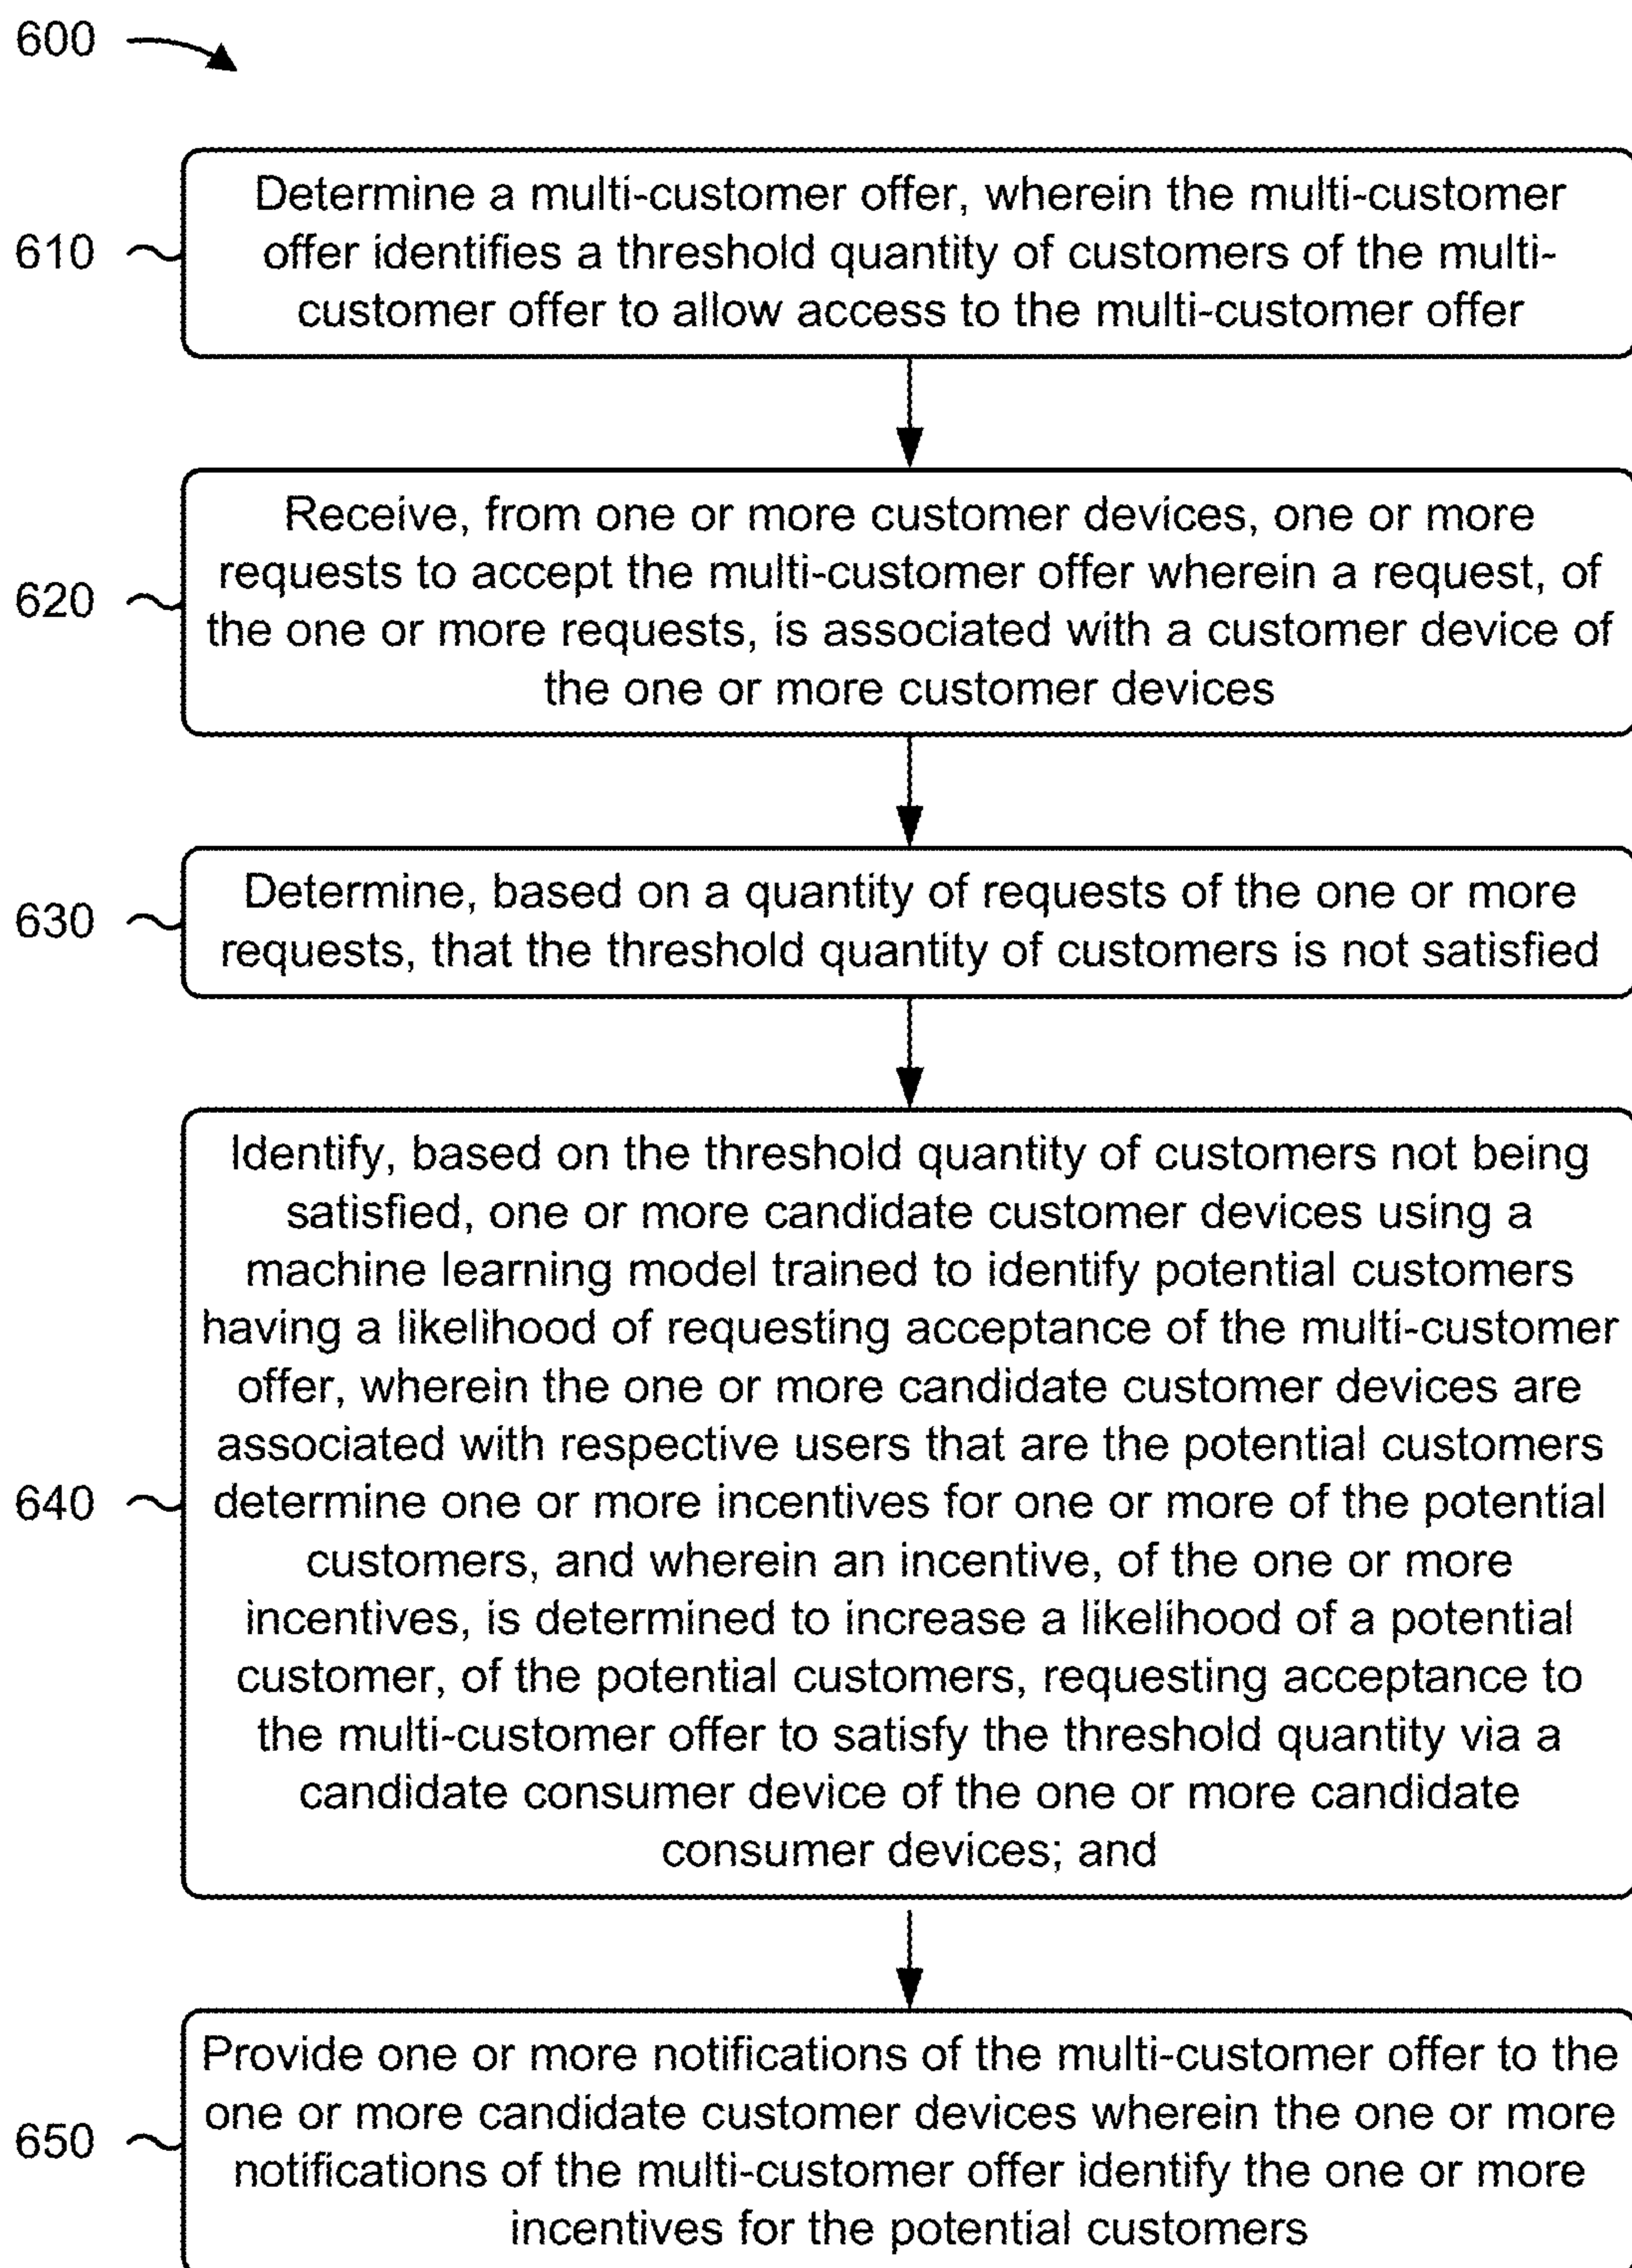 600
610
Determine a multi-customer offer, wherein the multi-customer
offer identifies a threshold quantity of customers of the multi-
customer offer to allow access to the multi-customer offer
620
Receive, from one or more customer devices, one or more
requests to accept the multi-customer offer wherein a request, of
the one or more requests, is associated with a customer device of
the one or more customer devices
630
Determine, based on a quantity of requests of the one or more
requests, that the threshold quantity of customers is not satisfied
640
Identify, based on the threshold quantity of customers not being
satisfied, one or more candidate customer devices using a
machine learning model trained to identify potential customers
having a likelihood of requesting acceptance of the multi-customer
offer, wherein the one or more candidate customer devices are
associated with respective users that are the potential customers
determine one or more incentives for one or more of the potential
customers, and wherein an incentive, of the one or more
incentives, is determined to increase a likelihood of a potential
customer, of the potential customers, requesting acceptance to
the multi-customer offer to satisfy the threshold quantity via a
candidate consumer device of the one or more candidate
consumer devices; and
650
Provide one or more notifications of the multi-customer offer to the
one or more candidate customer devices wherein the one or more
notifications of the multi-customer offer identify the one or more
incentives for the potential customers